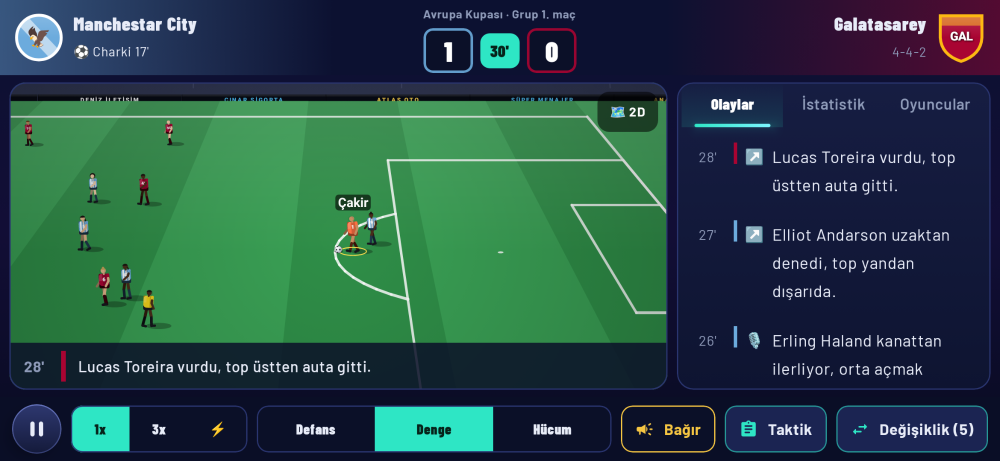 Manchestar City
Charki 17'
Avrupa Kupası · Grup 1. maç
1
30'
0
Galatasarey
4-4-2
GAL
DENİZ İLETİŞİM
ÇINAR SİGORTA
ATLAS OTO
SÜPER MENAJER
2D
Çakir
28'
Lucas Toreira vurdu, top üstten auta gitti.
Olaylar
İstatistik
Oyuncular
28'
Lucas Toreira vurdu, top
üstten auta gitti.
27'
Elliot Andarson uzaktan
denedi, top yandan
dışarıda.
26'
Erling Haland kanattan
ilerliyor, orta açmak
1x
3x
Defans
Denge
Hücum
Bağır
Taktik
Değişiklik (5)